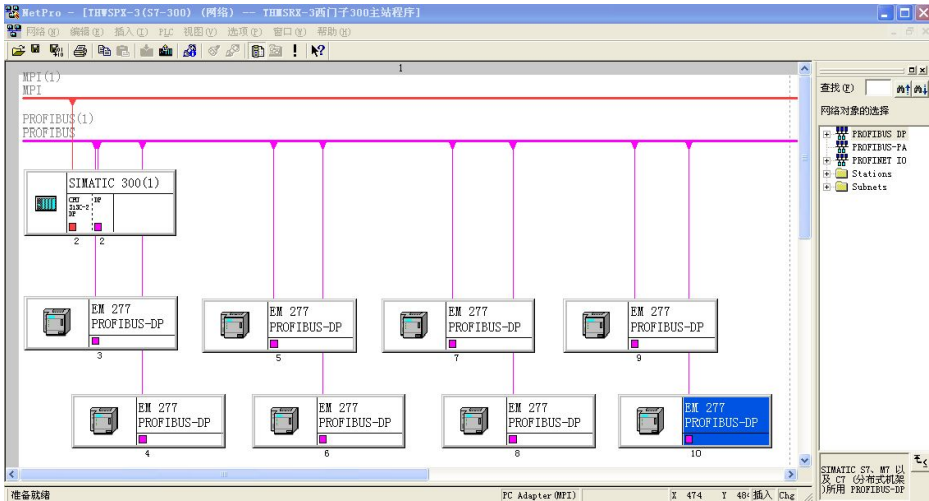 NetPro - [THWSPX-3(S7-300) (网络) -- THMSRX-3西门子300主站程序]
网络(N) 编辑(E) 插入(I) PLC 视图(V) 选项(P) 窗口(W) 帮助(H)
1
MPI(1)
MPI
PROFIBUS(1)
PROFIBUS
SIMATIC 300(1)
CPU
313C-2
DP
DP
2 2
EM 277
PROFIBUS-DP
3
EM 277
PROFIBUS-DP
5
EM 277
PROFIBUS-DP
7
EM 277
PROFIBUS-DP
9
EM 277
PROFIBUS-DP
4
EM 277
PROFIBUS-DP
6
EM 277
PROFIBUS-DP
8
EM 277
PROFIBUS-DP
10
查找(F)
网络对象的选择
PROFIBUS DP
PROFIBUS-PA
PROFINET IO
Stations
Subnets
SIMATIC S7、M7 以
及 C7 (分布式机架
)所用 PROFIBUS-DP
准备就绪
PC Adapter(MPI)
X 474 Y 插入 Chg